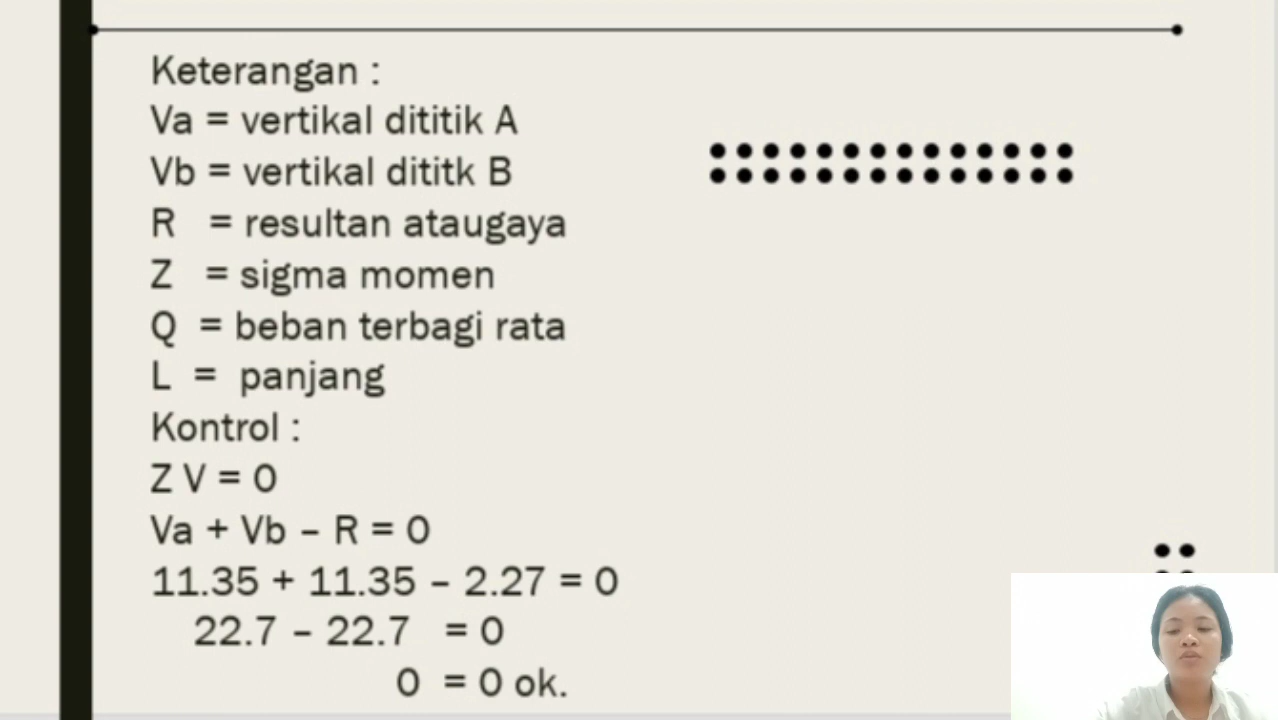 Keterangan :
Va = vertikal dititik A
Vb = vertikal dititk B
R = resultan ataugaya
Z = sigma momen
Q = beban terbagi rata
L = panjang
Kontrol :
Z V = 0
Va + Vb – R = 0
11.35 + 11.35 – 2.27 = 0
22.7 – 22.7 = 0
0 = 0 ok.